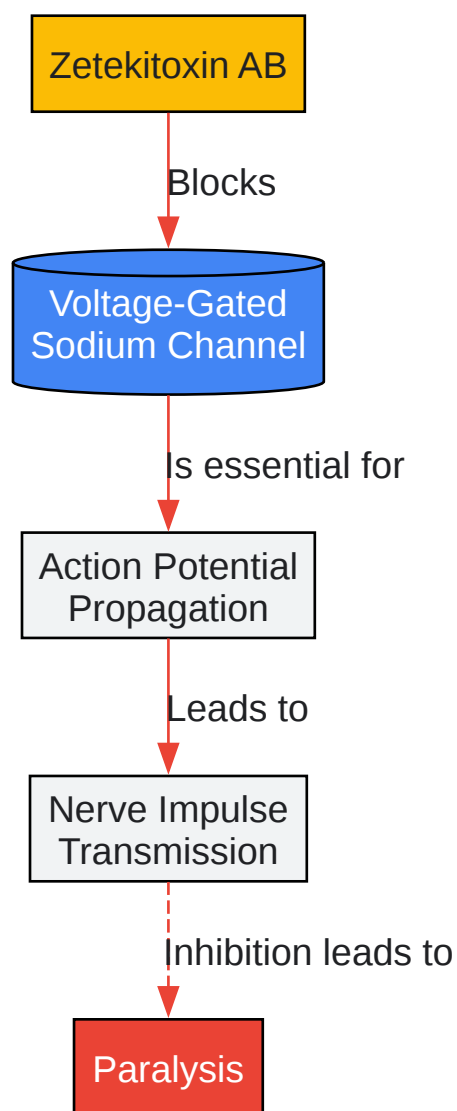 Zetekitoxin AB
Blocks
Voltage-Gated
Sodium Channel
Is essential for
Action Potential
Propagation
Leads to
Nerve Impulse
Transmission
Inhibition leads to
Paralysis